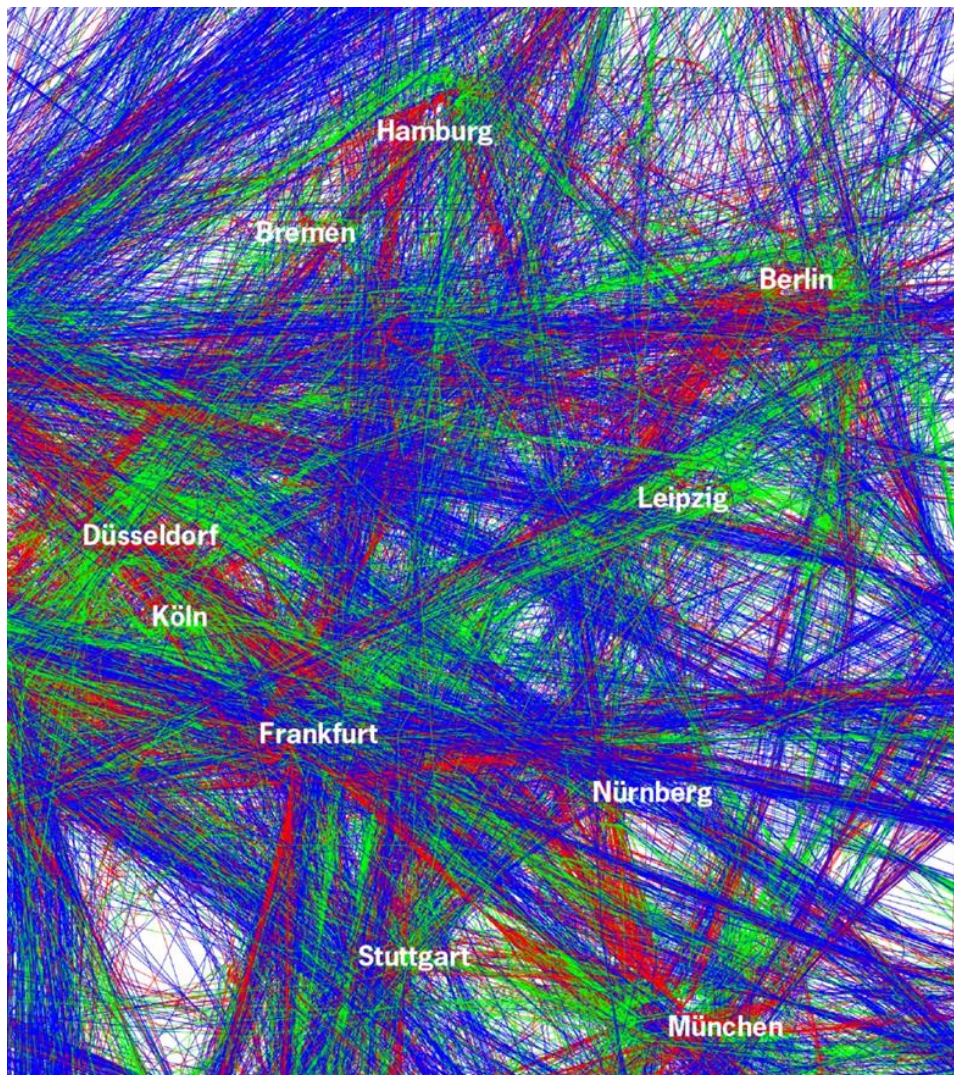 Hamburg
Bremen
Berlin
Leipzig
Düsseldorf
Köln
Frankfurt
Nürnberg
Stuttgart
München